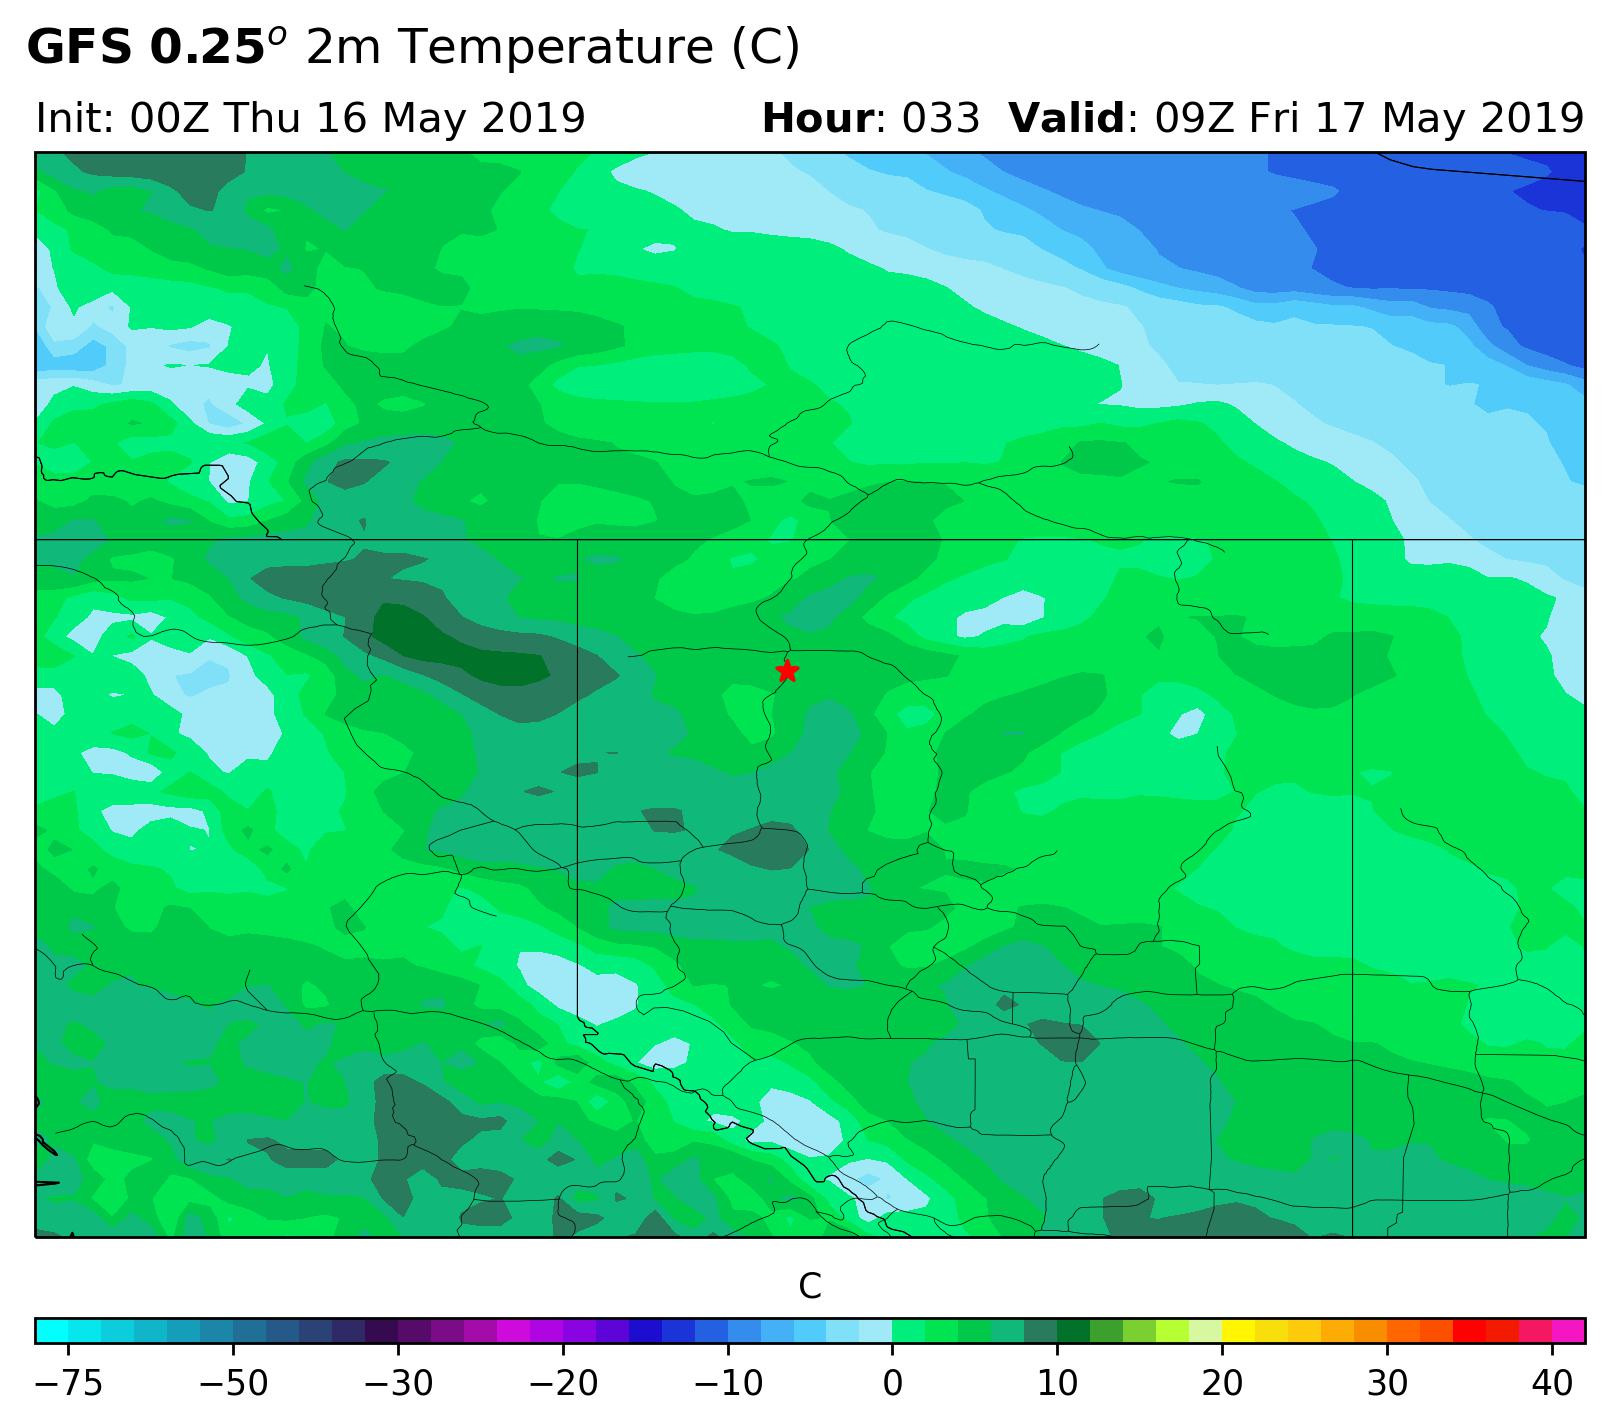 GFS 0.25° 2m Temperature (C)
Init: 00Z Thu 16 May 2019 Hour: 033 Valid: 09Z Fri 17 May 2019
C
−75 −50 −30 −20 −10 0 10 20 30 40